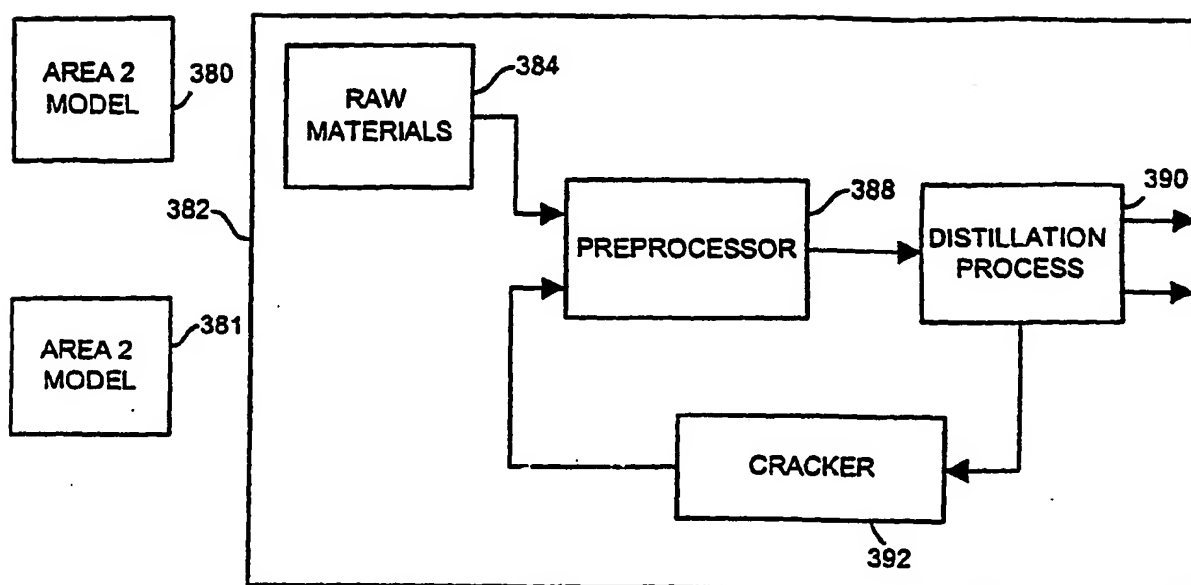 AREA 2
MODEL
380
382
AREA 2
MODEL
381
RAW
MATERIALS
384
PREPROCESSOR
388
DISTILLATION
PROCESS
390
CRACKER
392